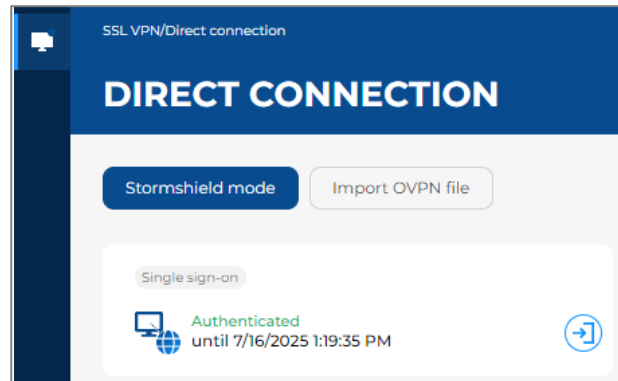 SSL VPN/Direct connection
DIRECT CONNECTION
Stormshield mode
Import OVPN file
Single sign-on
Authenticated
until 7/16/2025 1:19:35 PM